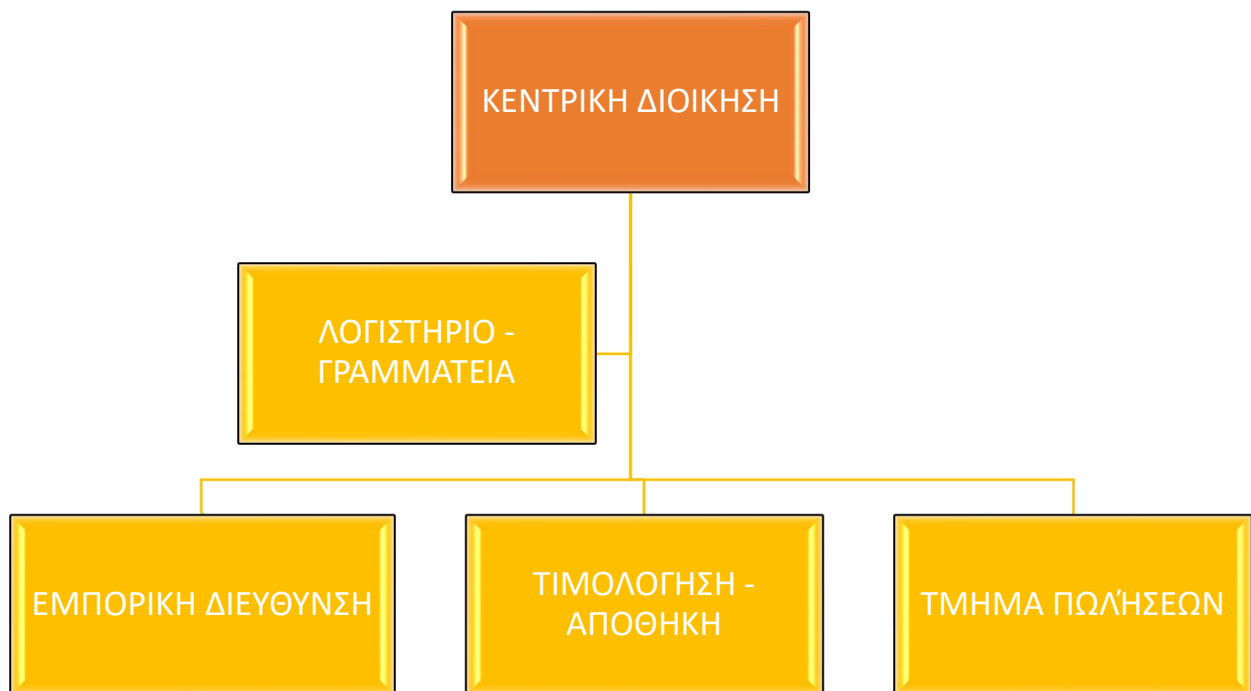 ΚΕΝΤΡΙΚΗ ΔΙΟΙΚΗΣΗ
ΛΟΓΙΣΤΗΡΙΟ -
ΓΡΑΜΜΑΤΕΙΑ
ΕΜΠΟΡΙΚΗ ΔΙΕΥΘΥΝΣΗ
ΤΙΜΟΛΟΓΗΣΗ -
ΑΠΟΘΗΚΗ
ΤΜΗΜΑ ΠΩΛΉΣΕΩΝ